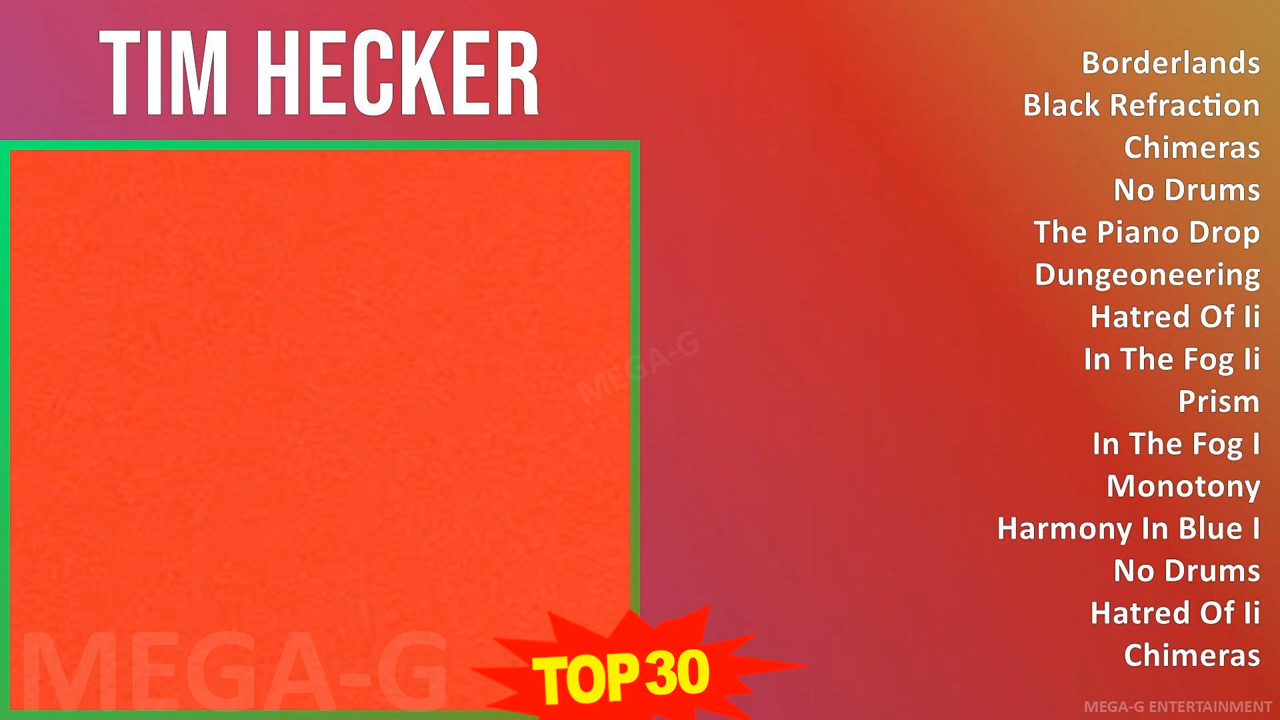 TIM HECKER
Borderlands
Black Refraction
Chimeras
No Drums
The Piano Drop
Dungeoneering
Hatred Of Ii
In The Fog Ii
Prism
In The Fog I
Monotony
Harmony In Blue I
No Drums
Hatred Of Ii
Chimeras
MEGA-G
MEGA-G
TOP 30
MEGA-G ENTERTAINMENT